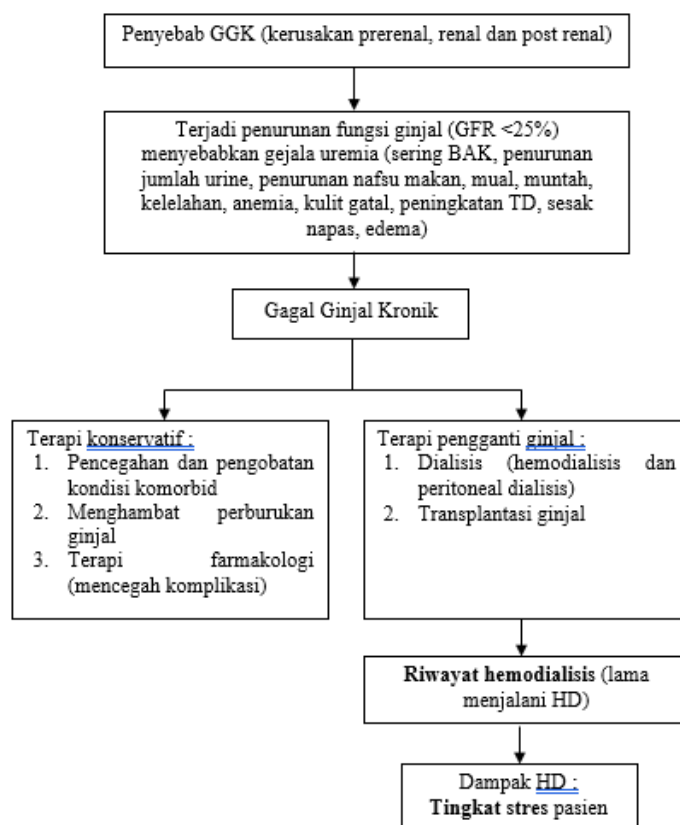 Penyebab GGK (kerusakan prerenal, renal dan post renal)
Terjadi penurunan fungsi ginjal (GFR <25%)
menyebabkan gejala uremia (sering BAK, penurunan
jumlah urine, penurunan nafsu makan, mual, muntah,
kelelahan, anemia, kulit gatal, peningkatan TD, sesak
napas, edema)
Gagal Ginjal Kronik
Terapi konservatif :
1. Pencegahan dan pengobatan
kondisi komorbid
2. Menghambat perburukan
ginjal
3. Terapi farmakologi
(mencegah komplikasi)
Terapi pengganti ginjal :
1. Dialisis (hemodialisis dan
peritoneal dialisis)
2. Transplantasi ginjal
Riwayat hemodialisis (lama
menjalani HD)
Dampak HD :
Tingkat stres pasien